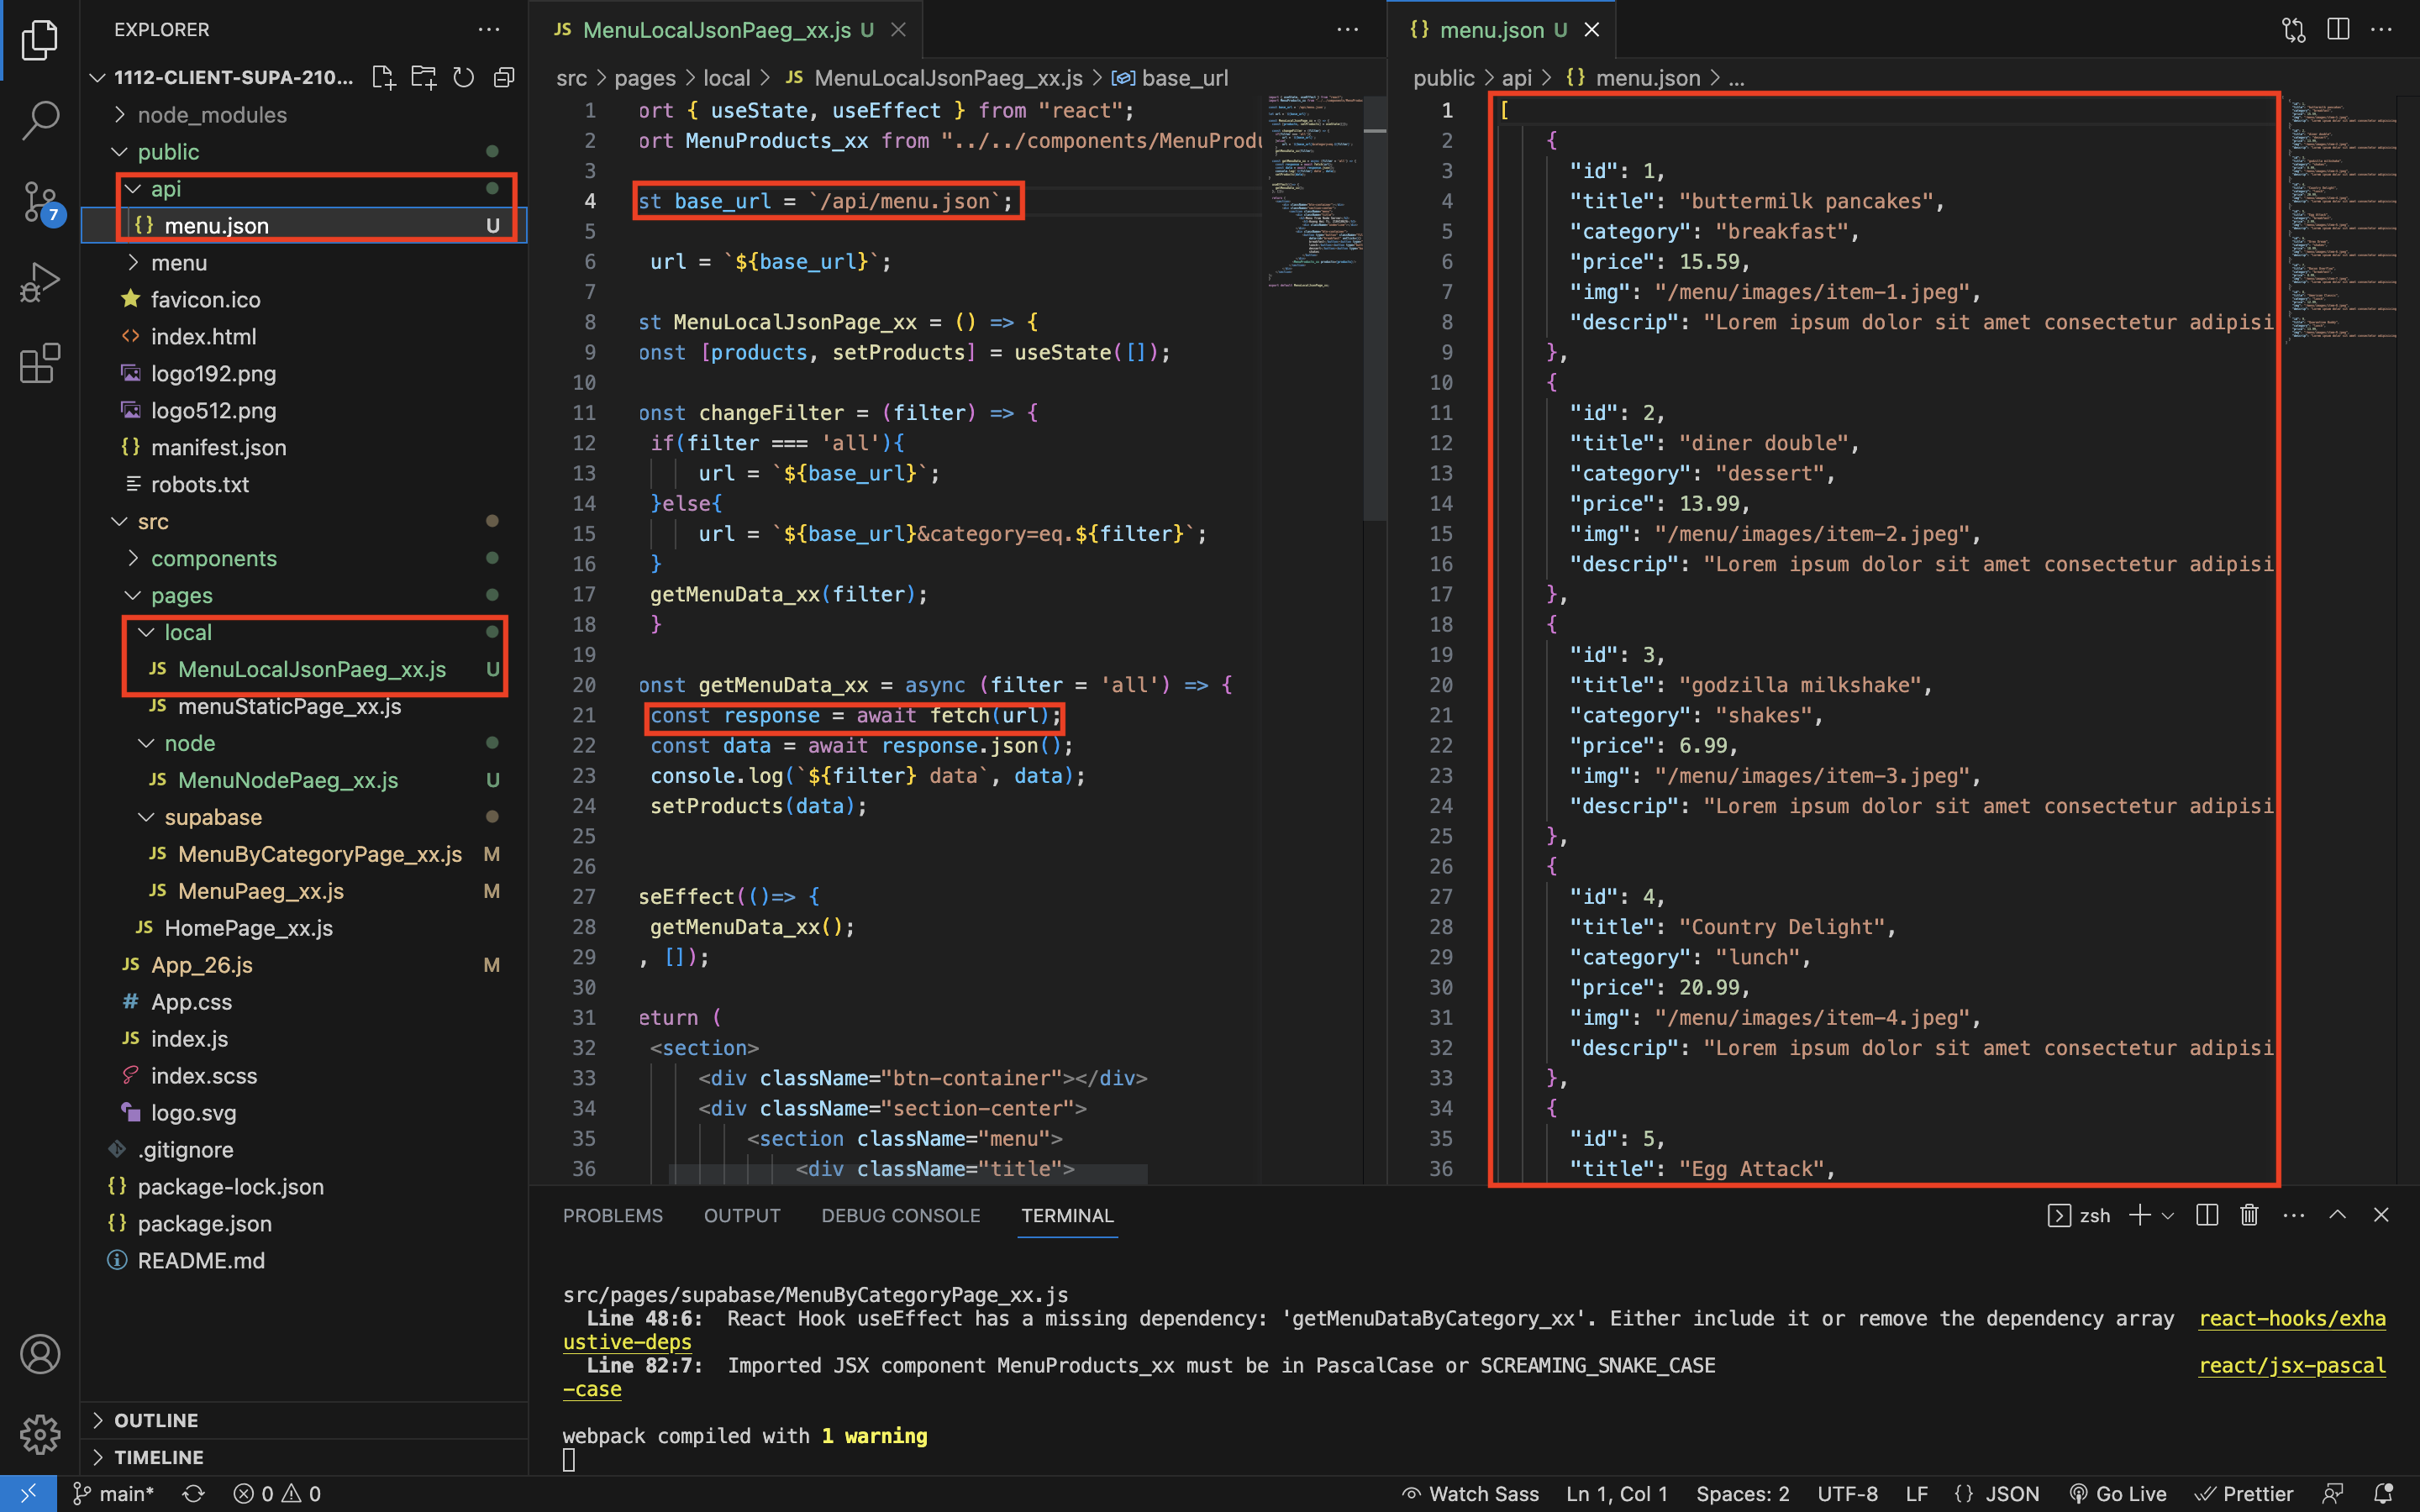 EXPLORER
1112-CLIENT-SUPA-210...
node_modules
public
api
{} menu.json U
menu
favicon.ico
<> index.html
logo192.png
logo512.png
{} manifest.json
robots.txt
src
components
pages
local
JS MenuLocalJsonPaeg_xx.js U
JS menuStaticPage_xx.js
node
JS MenuNodePaeg_xx.js U
supabase
JS MenuByCategoryPage_xx.js M
JS MenuPaeg_xx.js M
JS HomePage_xx.js
JS App_26.js M
# App.css
JS index.js
index.scss
logo.svg
.gitignore
{} package-lock.json
{} package.json
README.md
OUTLINE
TIMELINE
7
JS MenuLocalJsonPaeg_xx.js U
src > pages > local > JS MenuLocalJsonPaeg_xx.js > base_url
1 ort { useState, useEffect } from "react";
2 ort MenuProducts_xx from "../../components/MenuProdu
3
4 st base_url = `/api/menu.json`;
5
6 url = `${base_url}`;
7
8 st MenuLocalJsonPage_xx = () => {
9 onst [products, setProducts] = useState([]);
10
11 onst changeFilter = (filter) => {
12 if(filter === 'all'){
13 url = `${base_url}`;
14 }else{
15 url = `${base_url}&category=eq.${filter}`;
16 }
17 getMenuData_xx(filter);
18 }
19
20 onst getMenuData_xx = async (filter = 'all') => {
21 const response = await fetch(url);
22 const data = await response.json();
23 console.log(`${filter} data`, data);
24 setProducts(data);
25
26
27 seEffect(()=> {
28 getMenuData_xx();
29 , []);
30
31 eturn (
32 <section>
33 <div className="btn-container"></div>
34 <div className="section-center">
35 <section className="menu">
36 <div className="title">
{} menu.json U
public > api > {} menu.json > ...
1 [
2 {
3 "id": 1,
4 "title": "buttermilk pancakes",
5 "category": "breakfast",
6 "price": 15.59,
7 "img": "/menu/images/item-1.jpeg",
8 "descrip": "Lorem ipsum dolor sit amet consectetur adipisi
9 },
10 {
11 "id": 2,
12 "title": "diner double",
13 "category": "dessert",
14 "price": 13.99,
15 "img": "/menu/images/item-2.jpeg",
16 "descrip": "Lorem ipsum dolor sit amet consectetur adipisi
17 },
18 {
19 "id": 3,
20 "title": "godzilla milkshake",
21 "category": "shakes",
22 "price": 6.99,
23 "img": "/menu/images/item-3.jpeg",
24 "descrip": "Lorem ipsum dolor sit amet consectetur adipisi
25 },
26 {
27 "id": 4,
28 "title": "Country Delight",
29 "category": "lunch",
30 "price": 20.99,
31 "img": "/menu/images/item-4.jpeg",
32 "descrip": "Lorem ipsum dolor sit amet consectetur adipisi
33 },
34 {
35 "id": 5,
36 "title": "Egg Attack",
PROBLEMS OUTPUT DEBUG CONSOLE TERMINAL
zsh
src/pages/supabase/MenuByCategoryPage_xx.js
Line 48:6: React Hook useEffect has a missing dependency: 'getMenuDataByCategory_xx'. Either include it or remove the dependency array react-hooks/exha
ustive-deps
Line 82:7: Imported JSX component MenuProducts_xx must be in PascalCase or SCREAMING_SNAKE_CASE react/jsx-pascal
-case
webpack compiled with 1 warning
main* 0 0
Watch Sass Ln 1, Col 1 Spaces: 2 UTF-8 LF {} JSON Go Live Prettier